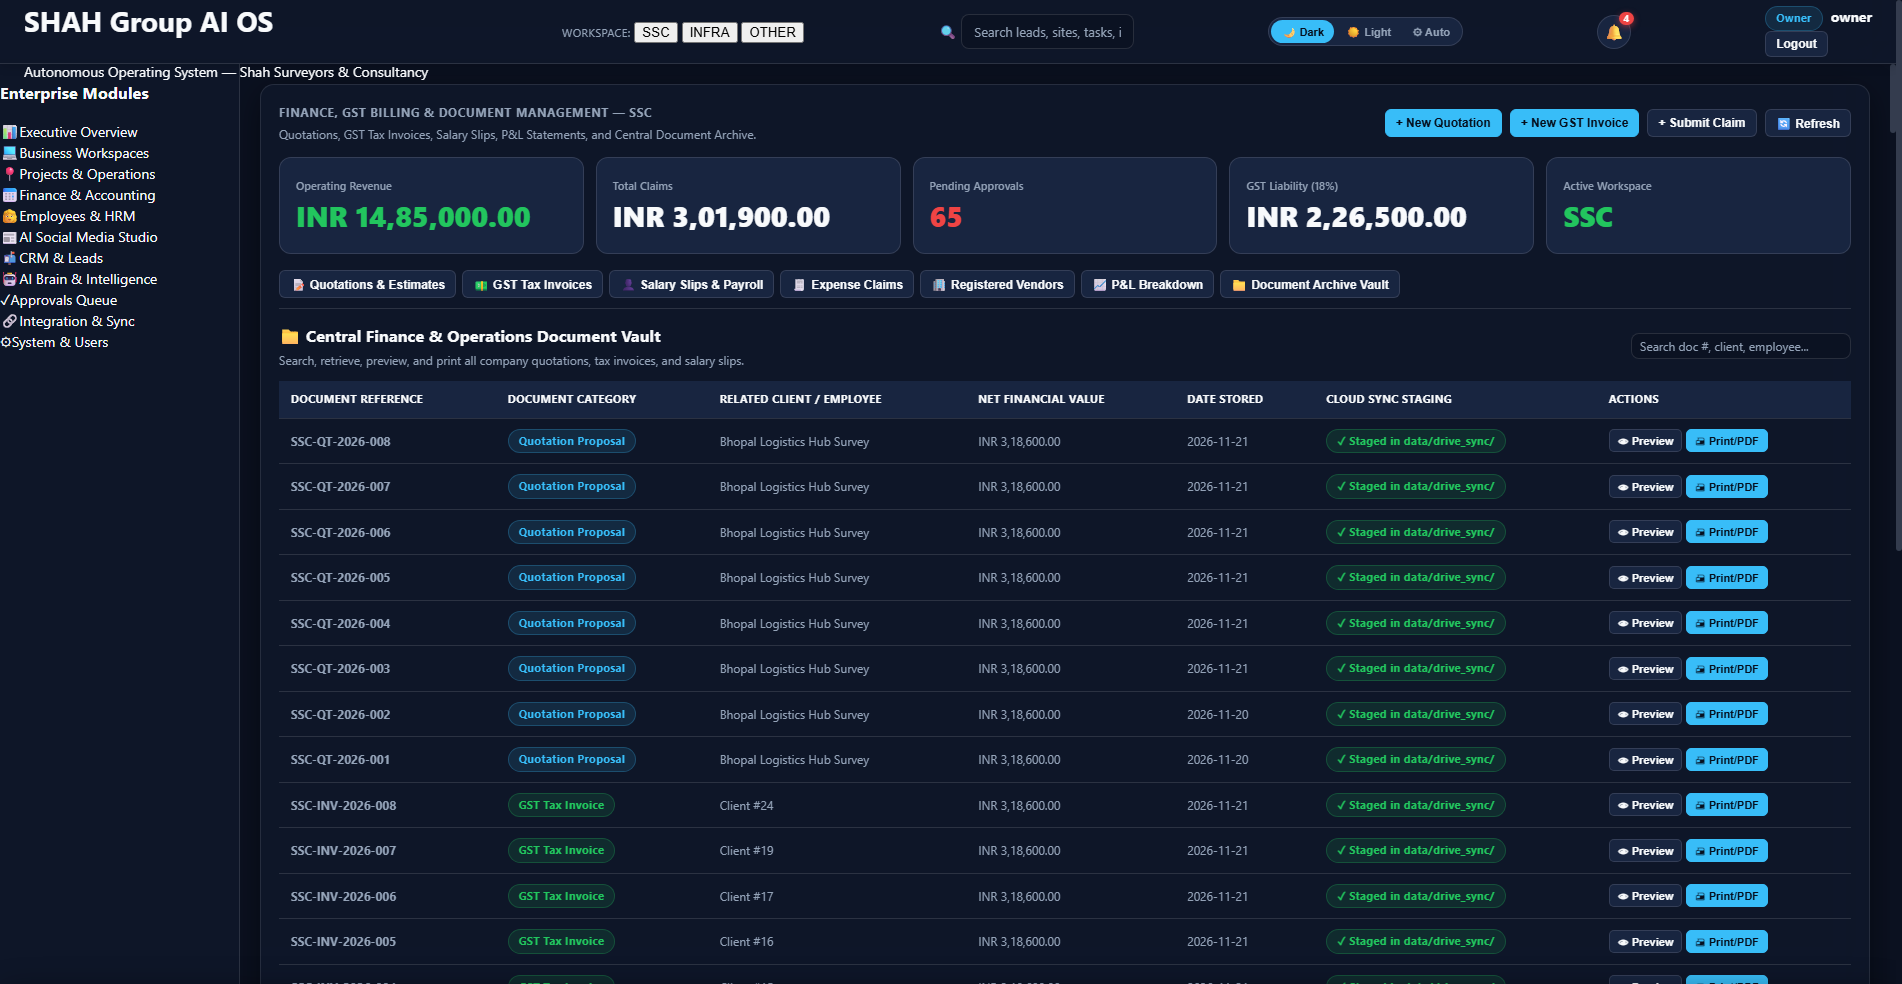 SHAH Group AI OS
WORKSPACE: SSC INFRA OTHER
Search leads, sites, tasks, i
Dark Light Auto
4
Owner owner
Logout
Autonomous Operating System — Shah Surveyors & Consultancy
Enterprise Modules
Executive Overview
Business Workspaces
Projects & Operations
Finance & Accounting
Employees & HRM
AI Social Media Studio
CRM & Leads
AI Brain & Intelligence
✓Approvals Queue
Integration & Sync
System & Users
FINANCE, GST BILLING & DOCUMENT MANAGEMENT — SSC
Quotations, GST Tax Invoices, Salary Slips, P&L Statements, and Central Document Archive.
+ New Quotation + New GST Invoice + Submit Claim Refresh
Operating Revenue
INR 14,85,000.00
Total Claims
INR 3,01,900.00
Pending Approvals
65
GST Liability (18%)
INR 2,26,500.00
Active Workspace
SSC
Quotations & Estimates GST Tax Invoices Salary Slips & Payroll Expense Claims Registered Vendors P&L Breakdown Document Archive Vault
Central Finance & Operations Document Vault
Search, retrieve, preview, and print all company quotations, tax invoices, and salary slips.
Search doc #, client, employee...
DOCUMENT REFERENCE DOCUMENT CATEGORY RELATED CLIENT / EMPLOYEE NET FINANCIAL VALUE DATE STORED CLOUD SYNC STAGING ACTIONS
SSC-QT-2026-008 Quotation Proposal Bhopal Logistics Hub Survey INR 3,18,600.00 2026-11-21 ✓ Staged in data/drive_sync/ Preview Print/PDF
SSC-QT-2026-007 Quotation Proposal Bhopal Logistics Hub Survey INR 3,18,600.00 2026-11-21 ✓ Staged in data/drive_sync/ Preview Print/PDF
SSC-QT-2026-006 Quotation Proposal Bhopal Logistics Hub Survey INR 3,18,600.00 2026-11-21 ✓ Staged in data/drive_sync/ Preview Print/PDF
SSC-QT-2026-005 Quotation Proposal Bhopal Logistics Hub Survey INR 3,18,600.00 2026-11-21 ✓ Staged in data/drive_sync/ Preview Print/PDF
SSC-QT-2026-004 Quotation Proposal Bhopal Logistics Hub Survey INR 3,18,600.00 2026-11-21 ✓ Staged in data/drive_sync/ Preview Print/PDF
SSC-QT-2026-003 Quotation Proposal Bhopal Logistics Hub Survey INR 3,18,600.00 2026-11-21 ✓ Staged in data/drive_sync/ Preview Print/PDF
SSC-QT-2026-002 Quotation Proposal Bhopal Logistics Hub Survey INR 3,18,600.00 2026-11-20 ✓ Staged in data/drive_sync/ Preview Print/PDF
SSC-QT-2026-001 Quotation Proposal Bhopal Logistics Hub Survey INR 3,18,600.00 2026-11-20 ✓ Staged in data/drive_sync/ Preview Print/PDF
SSC-INV-2026-008 GST Tax Invoice Client #24 INR 3,18,600.00 2026-11-21 ✓ Staged in data/drive_sync/ Preview Print/PDF
SSC-INV-2026-007 GST Tax Invoice Client #19 INR 3,18,600.00 2026-11-21 ✓ Staged in data/drive_sync/ Preview Print/PDF
SSC-INV-2026-006 GST Tax Invoice Client #17 INR 3,18,600.00 2026-11-21 ✓ Staged in data/drive_sync/ Preview Print/PDF
SSC-INV-2026-005 GST Tax Invoice Client #16 INR 3,18,600.00 2026-11-21 ✓ Staged in data/drive_sync/ Preview Print/PDF